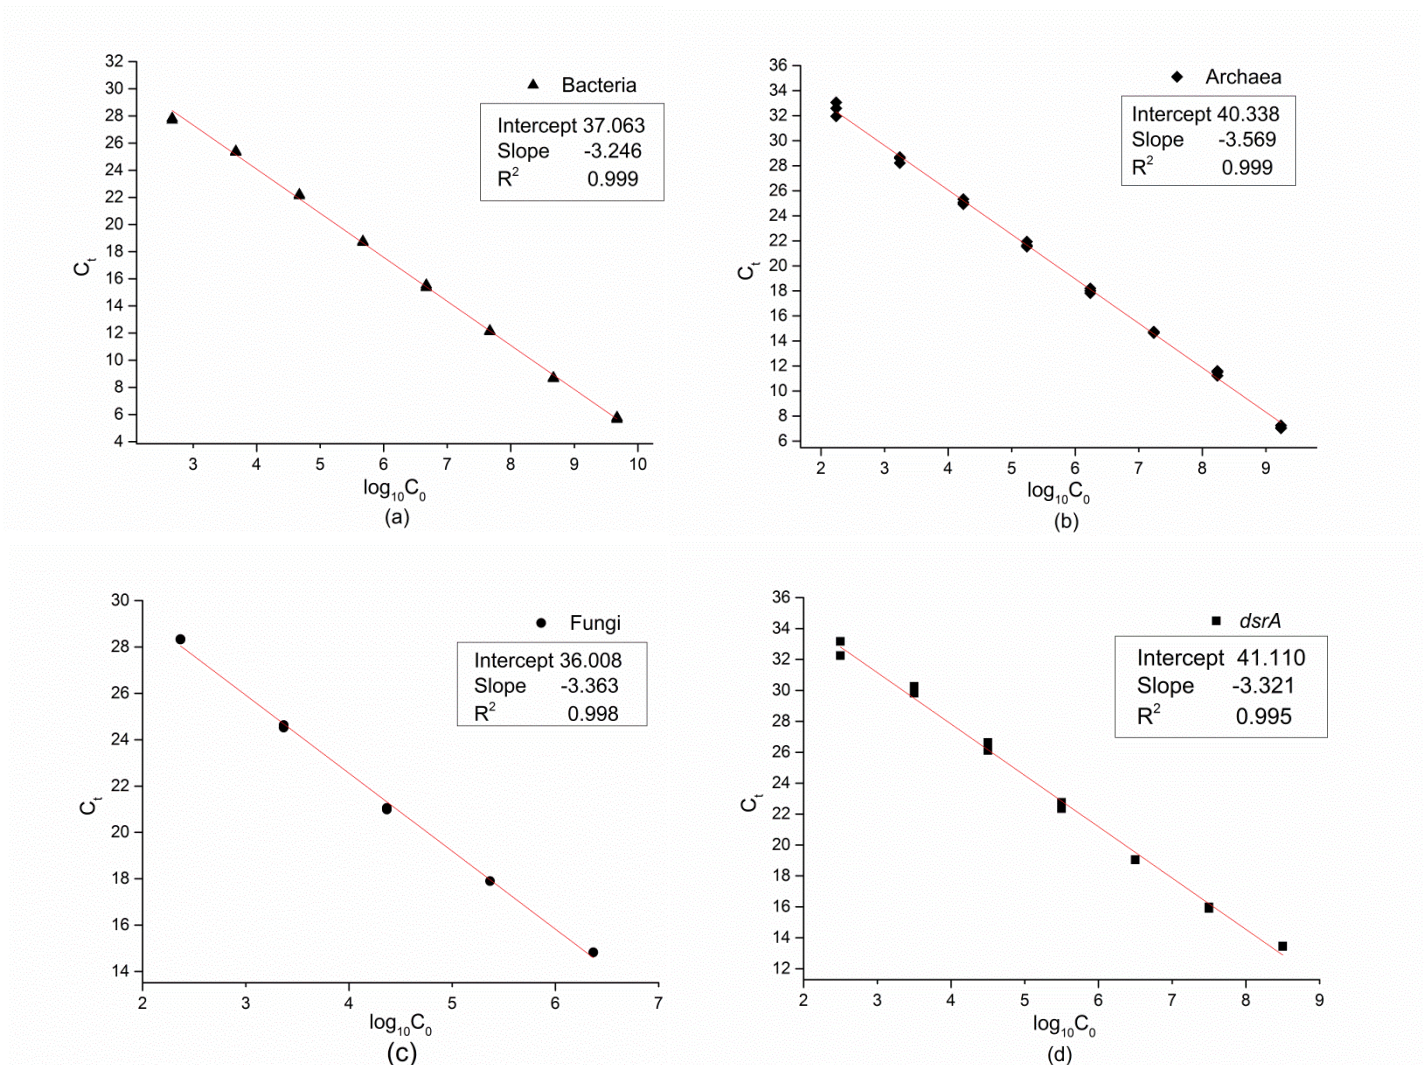 Bacteria
Intercept 37.063
Slope -3.246
R² 0.999
32
30
28
26
24
22
20
18
16
14
12
10
8
6
4
Cₜ
3 4 5 6 7 8 9 10
log₁₀C₀
(a)
Archaea
Intercept 40.338
Slope -3.569
R² 0.999
36
34
32
30
28
26
24
22
20
18
16
14
12
10
8
6
Cₜ
2 3 4 5 6 7 8 9
log₁₀C₀
(b)
Fungi
Intercept 36.008
Slope -3.363
R² 0.998
30
28
26
24
22
20
18
16
14
Cₜ
2 3 4 5 6 7
log₁₀C₀
(c)
dsrA
Intercept 41.110
Slope -3.321
R² 0.995
36
34
32
30
28
26
24
22
20
18
16
14
12
Cₜ
2 3 4 5 6 7 8 9
log₁₀C₀
(d)